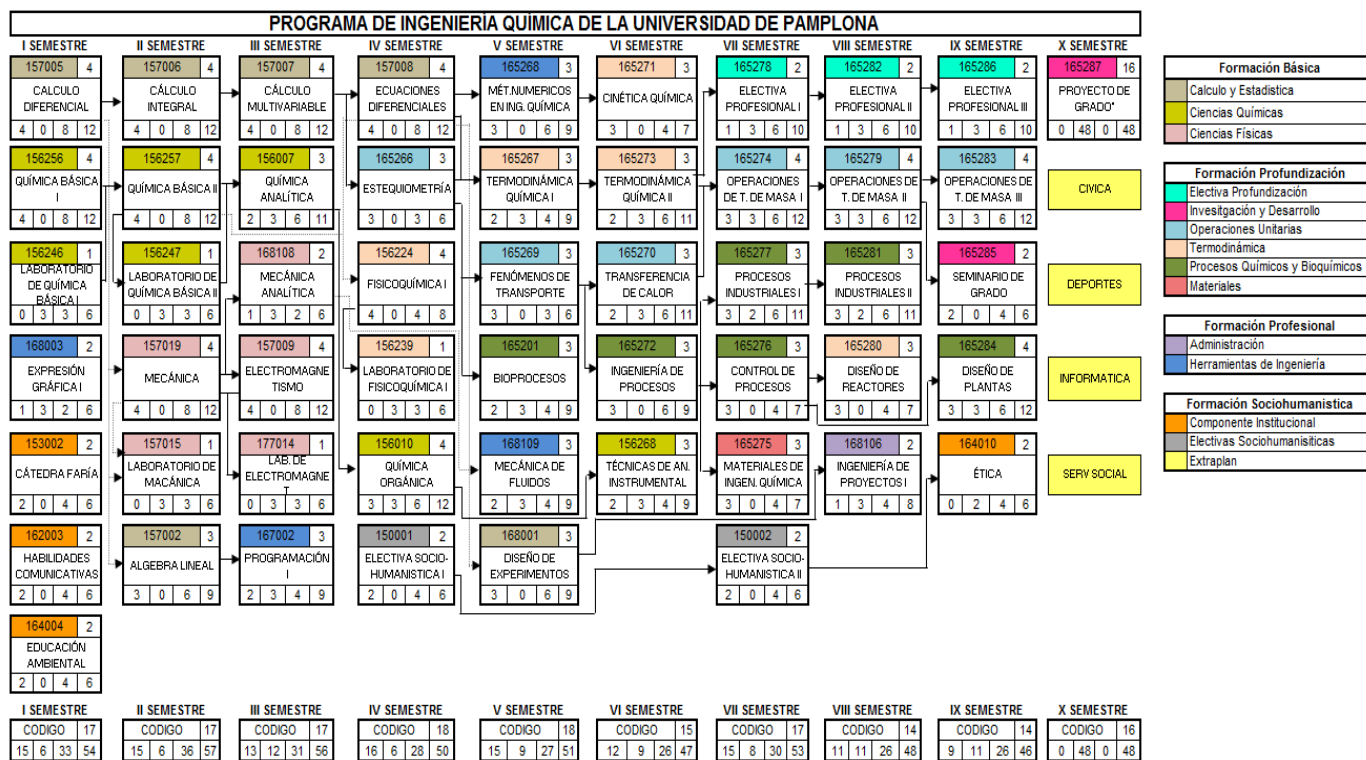 PROGRAMA DE INGENIERÍA QUÍMICA DE LA UNIVERSIDAD DE PAMPLONA
I SEMESTRE II SEMESTRE III SEMESTRE IV SEMESTRE V SEMESTRE VI SEMESTRE VII SEMESTRE VIII SEMESTRE IX SEMESTRE X SEMESTRE
157005 4 157006 4 157007 4 157008 4 165268 3 165271 3 165278 2 165282 2 165286 2 165287 16
CALCULO DIFERENCIAL CÁLCULO INTEGRAL CÁLCULO MULTIVARIABLE ECUACIONES DIFERENCIALES MÉT.NUMERICOS EN ING. QUÍMICA CINÉTICA QUÍMICA ELECTIVA PROFESIONAL I ELECTIVA PROFESIONAL II ELECTIVA PROFESIONAL III PROYECTO DE GRADO"
4 0 8 12 4 0 8 12 4 0 8 12 4 0 8 12 3 0 6 9 3 0 4 7 1 3 6 10 1 3 6 10 1 3 6 10 0 48 0 48
156256 4 156257 4 156007 3 165266 3 165267 3 165273 3 165274 4 165279 4 165283 4
QUÍMICA BÁSICA I QUÍMICA BÁSICA II QUÍMICA ANALÍTICA ESTEQUIOMETRÍA TERMODINÁMICA QUÍMICA I TERMODINÁMICA QUÍMICA II OPERACIONES DE T. DE MASA I OPERACIONES DE T. DE MASA II OPERACIONES DE T. DE MASA III CIVICA
4 0 8 12 4 0 8 12 2 3 6 11 3 0 3 6 2 3 4 9 2 3 6 11 2 3 6 12 2 3 6 12 2 3 6 12
156246 1 156247 1 168108 2 156224 4 165269 3 165270 3 165277 3 165281 3 165285 2
LABORATORIO DE QUÍMICA BÁSICA I LABORATORIO DE QUÍMICA BÁSICA II MECÁNICA ANALÍTICA FISICOQUÍMICA I FENÓMENOS DE TRANSPORTE TRANSFERENCIA DE CALOR PROCESOS INDUSTRIALES I PROCESOS INDUSTRIALES II SEMINARIO DE GRADO DEPORTES
0 3 3 6 0 3 3 6 1 3 2 6 4 0 4 8 3 0 3 6 2 3 6 11 3 2 6 11 3 2 6 11 2 0 4 6
168003 2 157019 4 157009 4 156239 1 165201 3 165272 3 165276 3 165280 3 165284 4
EXPRESIÓN GRÁFICA I MECÁNICA ELECTROMAGNE TISMO LABORATORIO DE FISICOQUÍMICA I BIOPROCESOS INGENIERÍA DE PROCESOS CONTROL DE PROCESOS DISEÑO DE REACTORES DISEÑO DE PLANTAS INFORMATICA
1 3 2 6 4 0 8 12 4 0 8 12 0 3 3 6 2 3 4 9 3 0 6 9 3 0 4 7 3 0 4 7 3 3 6 12
153002 2 157015 1 177014 1 156010 4 168109 3 156268 3 165275 3 168106 2 164010 2
CÁTEDRA FARÍA LABORATORIO DE MACÁNICA LAB. DE ELECTROMAGNE T QUÍMICA ORGÁNICA MECÁNICA DE FLUIDOS TÉCNICAS DE AN. INSTRUMENTAL MATERIALES DE INGEN. QUÍMICA INGENIERÍA DE PROYECTOS I ÉTICA SERV SOCIAL
2 0 4 6 0 3 3 6 0 3 3 6 3 3 6 12 2 3 4 9 2 3 4 9 3 0 4 7 1 3 4 8 0 2 4 6
162003 2 157002 3 167002 3 150001 2 168001 3 150002 2
HABILIDADES COMUNICATIVAS ALGEBRA LINEAL PROGRAMACIÓN I ELECTIVA SOCIO-HUMANISTICA I DISEÑO DE EXPERIMENTOS ELECTIVA SOCIO-HUMANISTICA II
2 0 4 6 3 0 6 9 2 3 4 9 2 0 4 6 3 0 6 9 2 0 4 6
164004 2
EDUCACIÓN AMBIENTAL
2 0 4 6
I SEMESTRE II SEMESTRE III SEMESTRE IV SEMESTRE V SEMESTRE VI SEMESTRE VII SEMESTRE VIII SEMESTRE IX SEMESTRE X SEMESTRE
CODIGO 17 CODIGO 17 CODIGO 17 CODIGO 18 CODIGO 18 CODIGO 15 CODIGO 17 CODIGO 14 CODIGO 14 CODIGO 16
15 6 33 54 15 6 36 57 13 12 31 56 16 6 28 50 15 9 27 51 12 9 26 47 15 8 30 53 11 11 26 48 9 11 26 46 0 48 0 48
Formación Básica
Calculo y Estadistica
Ciencias Químicas
Ciencias Físicas
Formación Profundización
Electiva Profundización
Invesitgación y Desarrollo
Operaciones Unitarias
Termodinámica
Procesos Químicos y Bioquímicos
Materiales
Formación Profesional
Administración
Herramientas de Ingeniería
Formación Sociohumanistica
Componente Institucional
Electivas Sociohumanisiticas
Extraplan